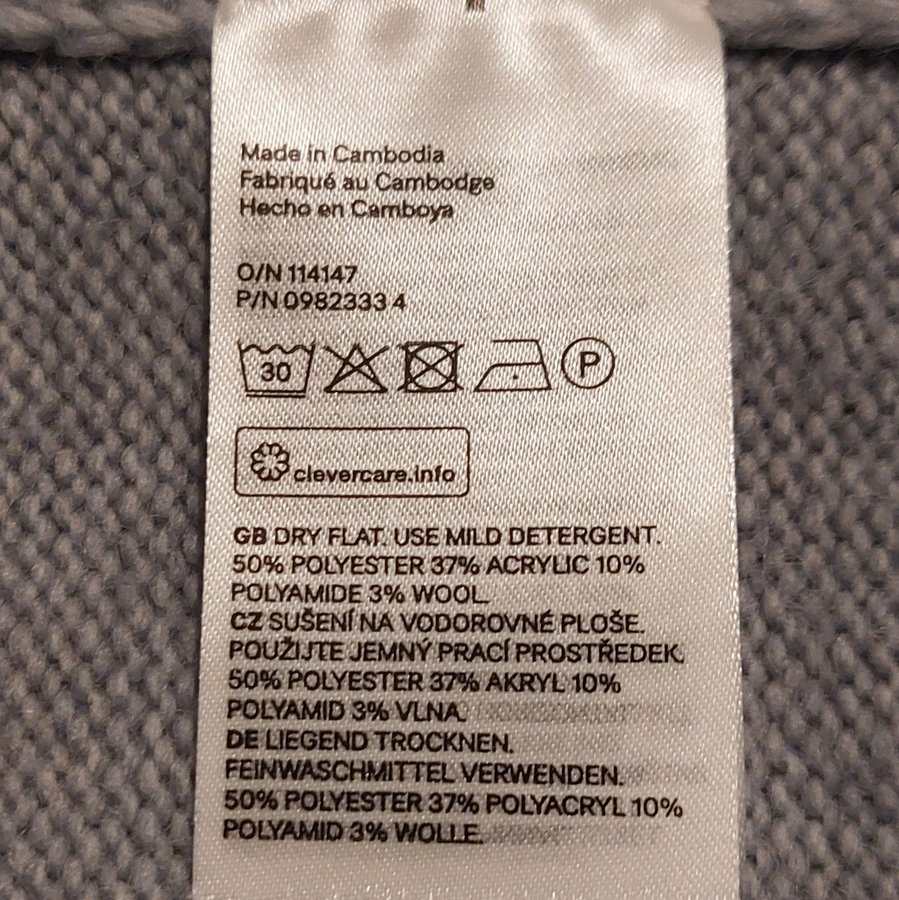 Made in Cambodia
Fabriqué au Cambodge
Hecho en Camboya
O/N 114147
P/N 0982333 4
30 P
clevercare.info
GB DRY FLAT. USE MILD DETERGENT.
50% POLYESTER 37% ACRYLIC 10%
POLYAMIDE 3% WOOL.
CZ SUŠENÍ NA VODOROVNÉ PLOŠE.
POUŽIJTE JEMNÝ PRACÍ PROSTŘEDEK.
50% POLYESTER 37% AKRYL 10%
POLYAMID 3% VLNA.
DE LIEGEND TROCKNEN.
FEINWASCHMITTEL VERWENDEN.
50% POLYESTER 37% POLYACRYL 10%
POLYAMID 3% WOLLE.